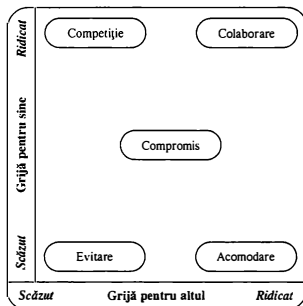 Ridicat
Competiție
Colaborare
Grijă pentru sine
Compromis
Scăzut
Evitare
Acomodare
Scăzut
Grijă pentru altul
Ridicat